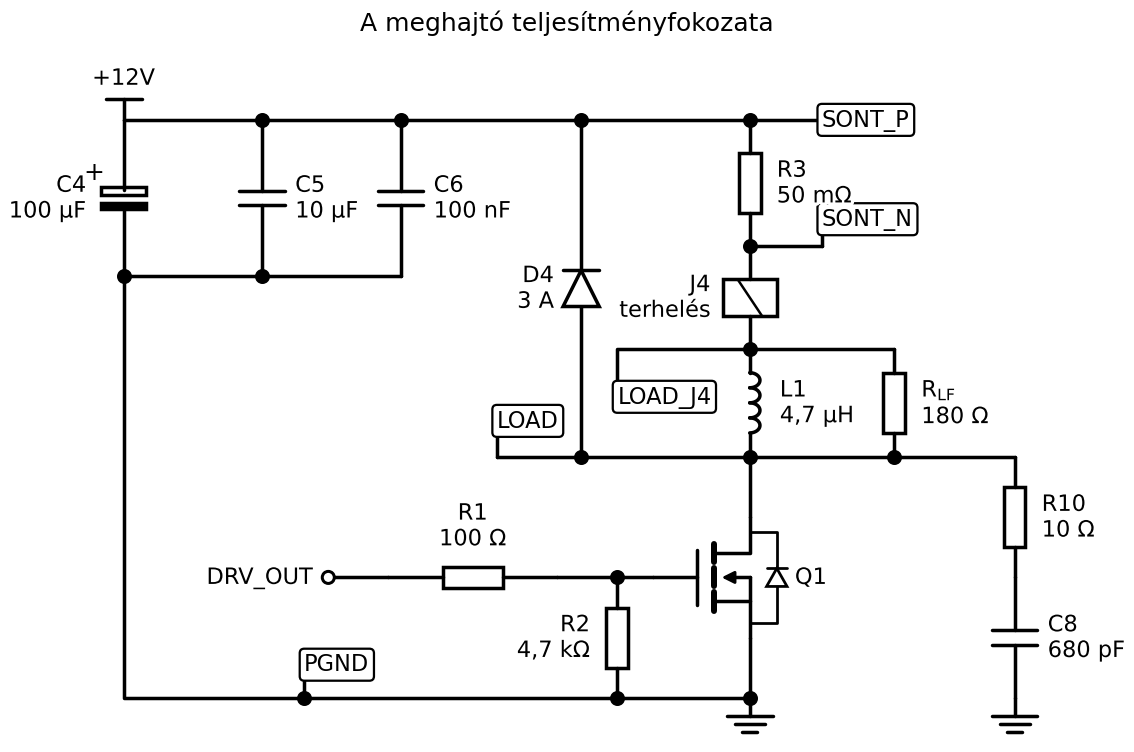 A meghajtó teljesítményfokozata
+12V
SONT_P
C4
100 µF
+
C5
10 µF
C6
100 nF
R3
50 mΩ
SONT_N
D4
3 A
J4
terhelés
LOAD_J4
L1
4,7 µH
RLF
180 Ω
LOAD
R10
10 Ω
R1
100 Ω
DRV_OUT
Q1
R2
4,7 kΩ
C8
680 pF
PGND